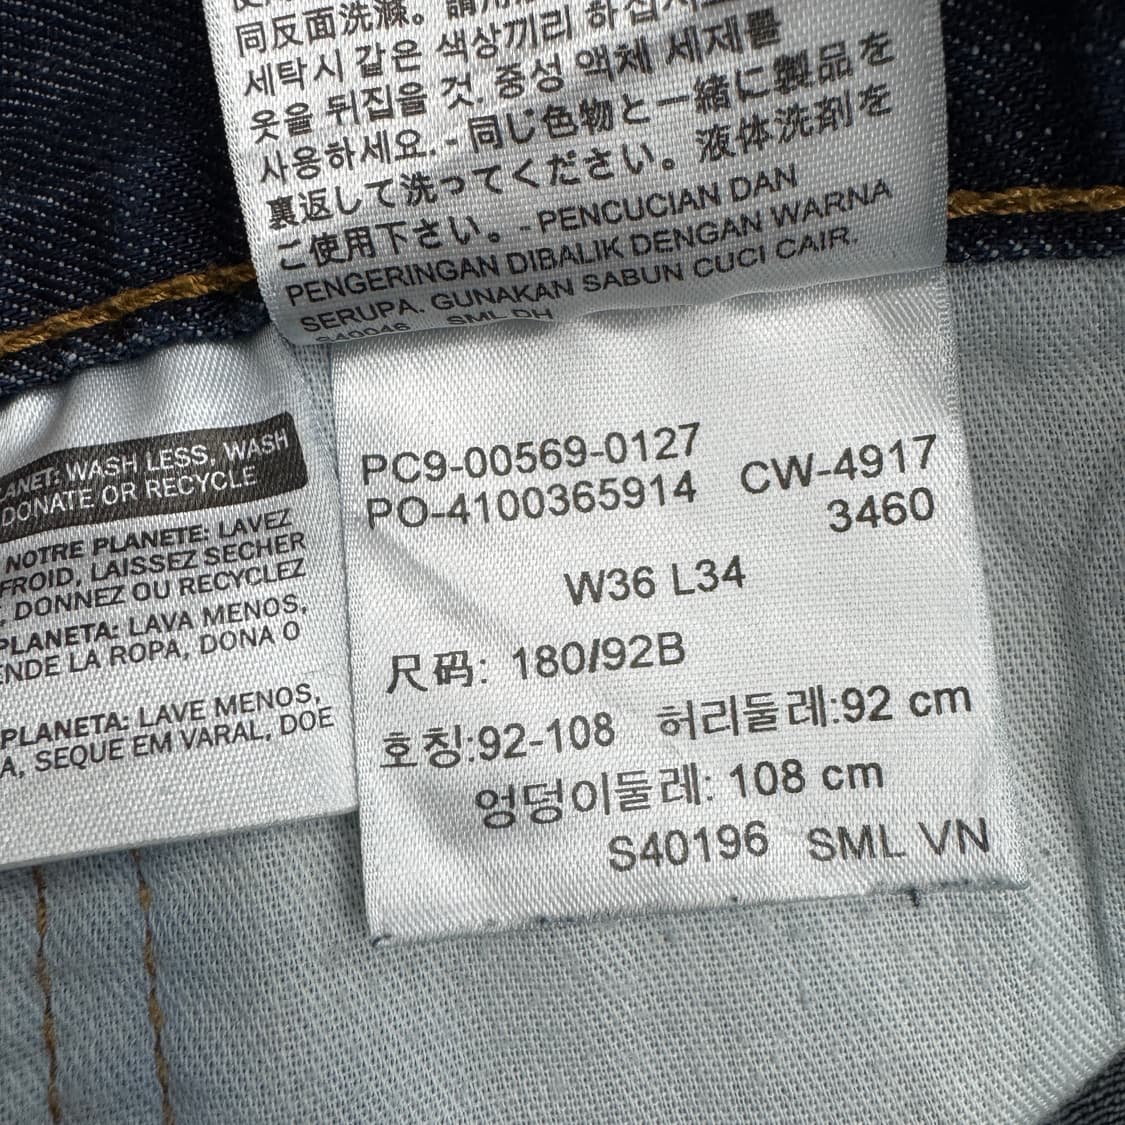 同反面洗滌。請用
세탁시 같은 색상끼리 하십시오
옷을 뒤집을 것. 중성 액체 세제를
사용하세요. - 同じ色物と一緒に製品を
裏返して洗ってください。液体洗剤を
ご使用下さい。- PENCUCIAN DAN
PENGERINGAN DIBALIK DENGAN WARNA
SERUPA. GUNAKAN SABUN CUCI CAIR.
S40046 SML DH
ANET: WASH LESS, WASH
DONATE OR RECYCLE
NOTRE PLANETE: LAVEZ
FROID, LAISSEZ SECHER
, DONNEZ OU RECYCLEZ
PLANETA: LAVA MENOS,
ENDE LA ROPA, DONA O
PLANETA: LAVE MENOS,
A, SEQUE EM VARAL, DOE
PC9-00569-0127
PO-4100365914 CW-4917
3460
W36 L34
尺码: 180/92B
호칭:92-108 허리둘레:92 cm
엉덩이둘레: 108 cm
S40196 SML VN